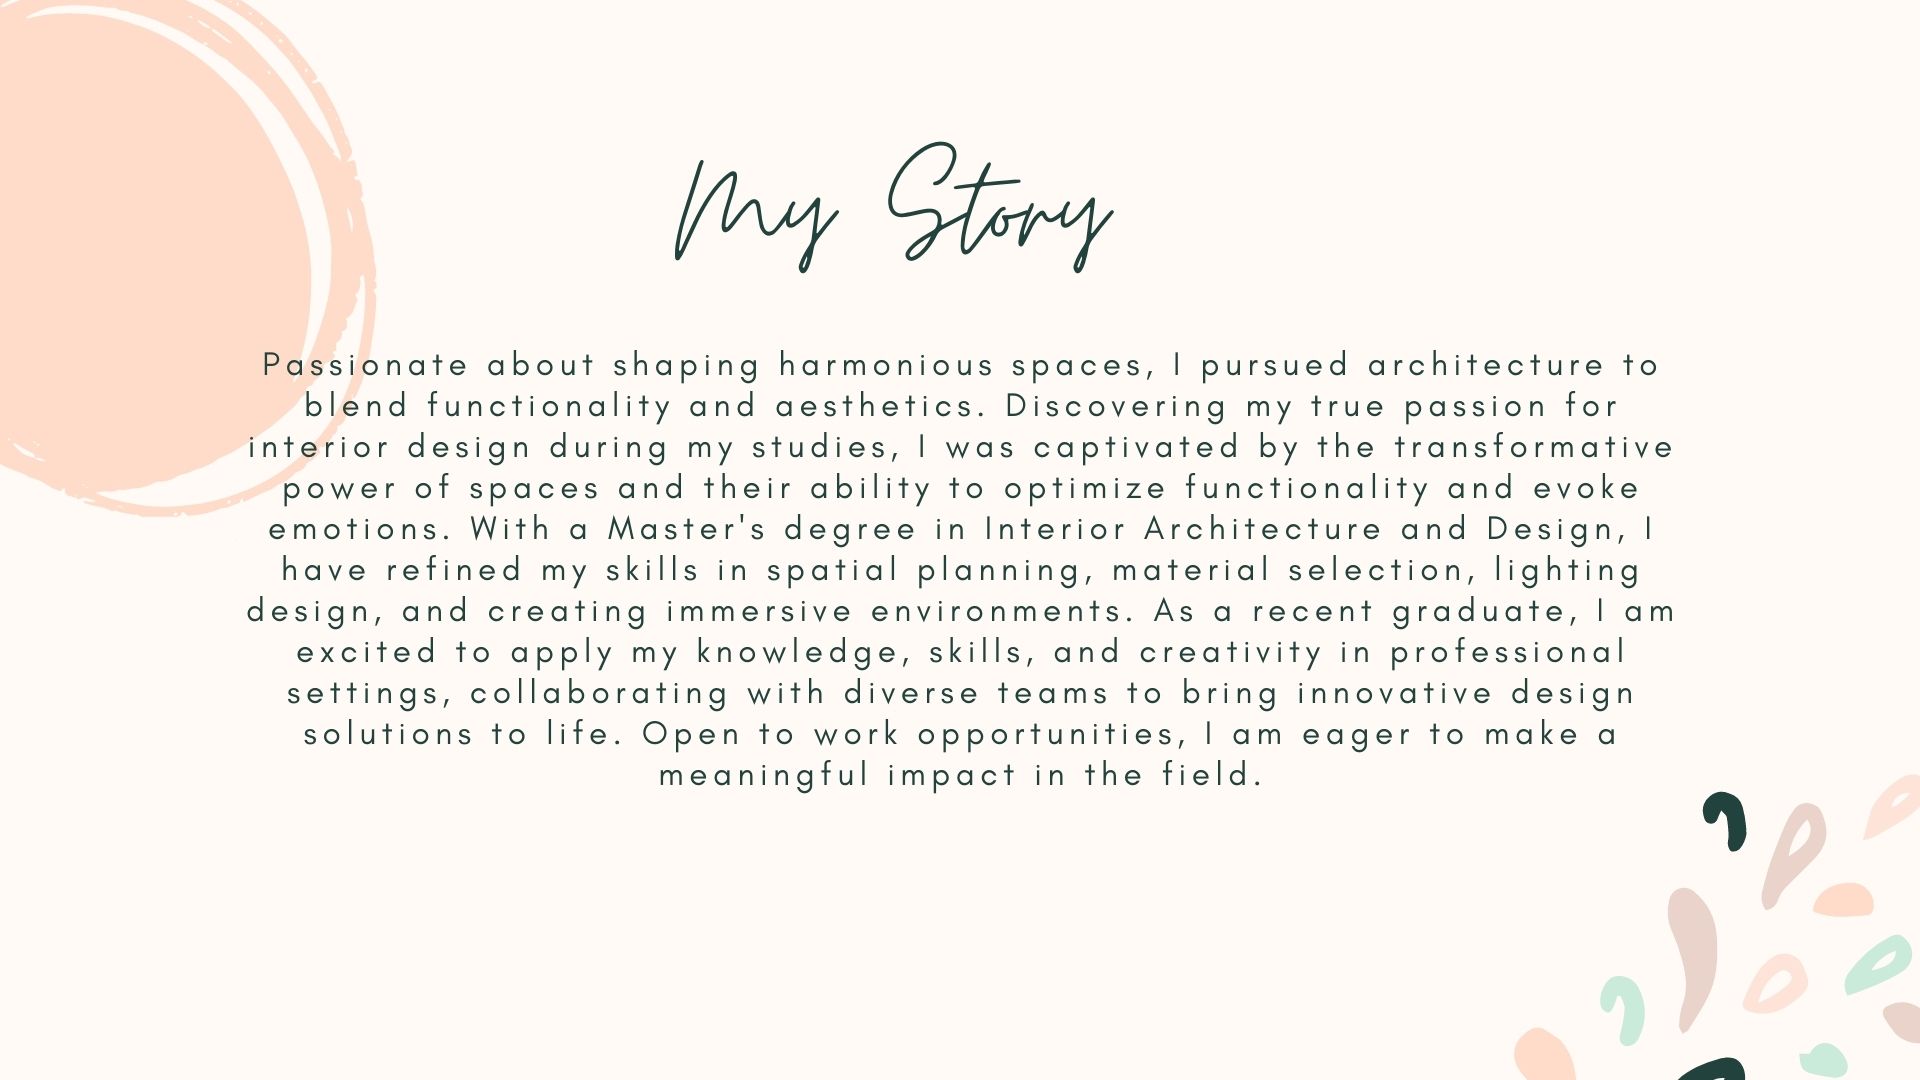 My Story
Passionate about shaping harmonious spaces, I pursued architecture to
blend functionality and aesthetics. Discovering my true passion for
interior design during my studies, I was captivated by the transformative
power of spaces and their ability to optimize functionality and evoke
emotions. With a Master's degree in Interior Architecture and Design, I
have refined my skills in spatial planning, material selection, lighting
design, and creating immersive environments. As a recent graduate, I am
excited to apply my knowledge, skills, and creativity in professional
settings, collaborating with diverse teams to bring innovative design
solutions to life. Open to work opportunities, I am eager to make a
meaningful impact in the field.